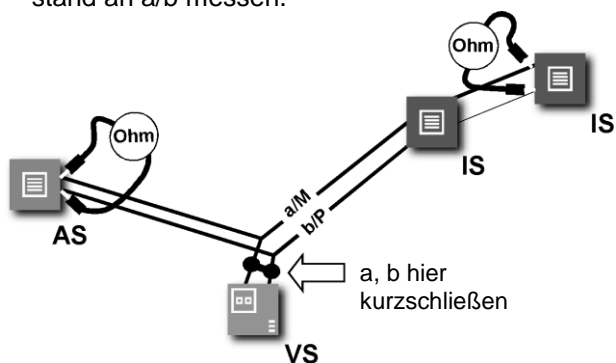 stand an a/b messen.
Ohm
Ohm
IS
IS
a/M
b/P
AS
a, b hier
kurzschließen
VS